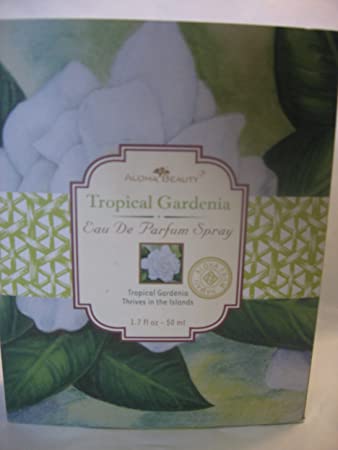 ALOHA BEAUTY
Tropical Gardenia
Eau De Parfum Spray
Tropical Gardenia
Thrives in the Islands
1.7 fl oz - 50 ml